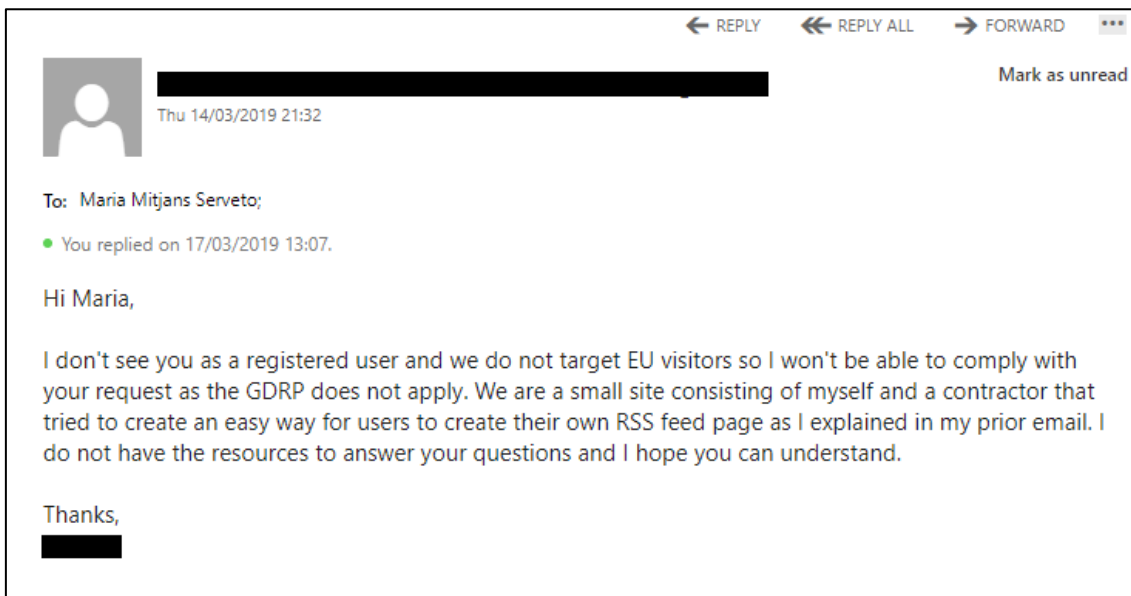 REPLY REPLY ALL FORWARD ...
Mark as unread
Thu 14/03/2019 21:32
To: Maria Mitjans Serveto;
You replied on 17/03/2019 13:07.
Hi Maria,
I don't see you as a registered user and we do not target EU visitors so I won't be able to comply with
your request as the GDRP does not apply. We are a small site consisting of myself and a contractor that
tried to create an easy way for users to create their own RSS feed page as I explained in my prior email. I
do not have the resources to answer your questions and I hope you can understand.
Thanks,